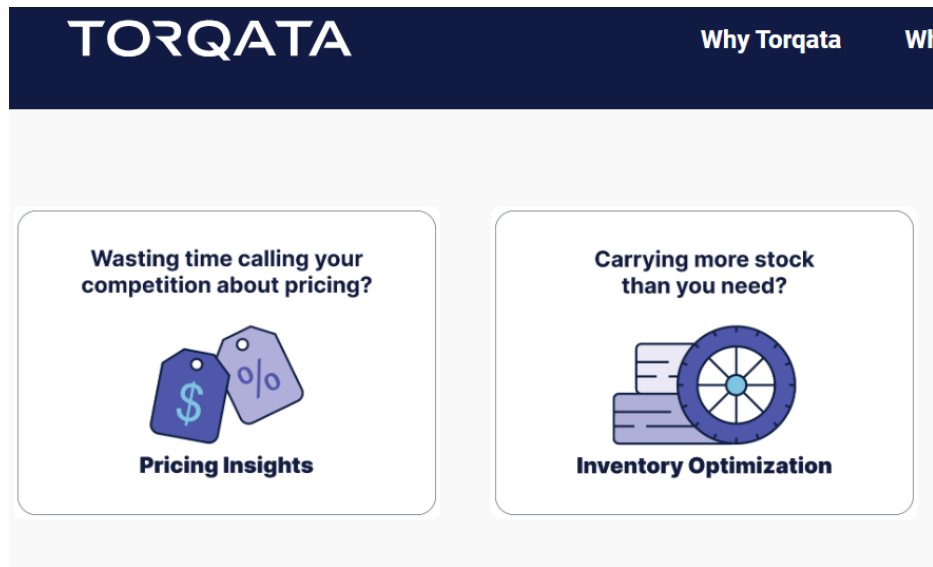 TORQATA
Why Torqata
Wasting time calling your
competition about pricing?
$
%
Pricing Insights
Carrying more stock
than you need?
Inventory Optimization